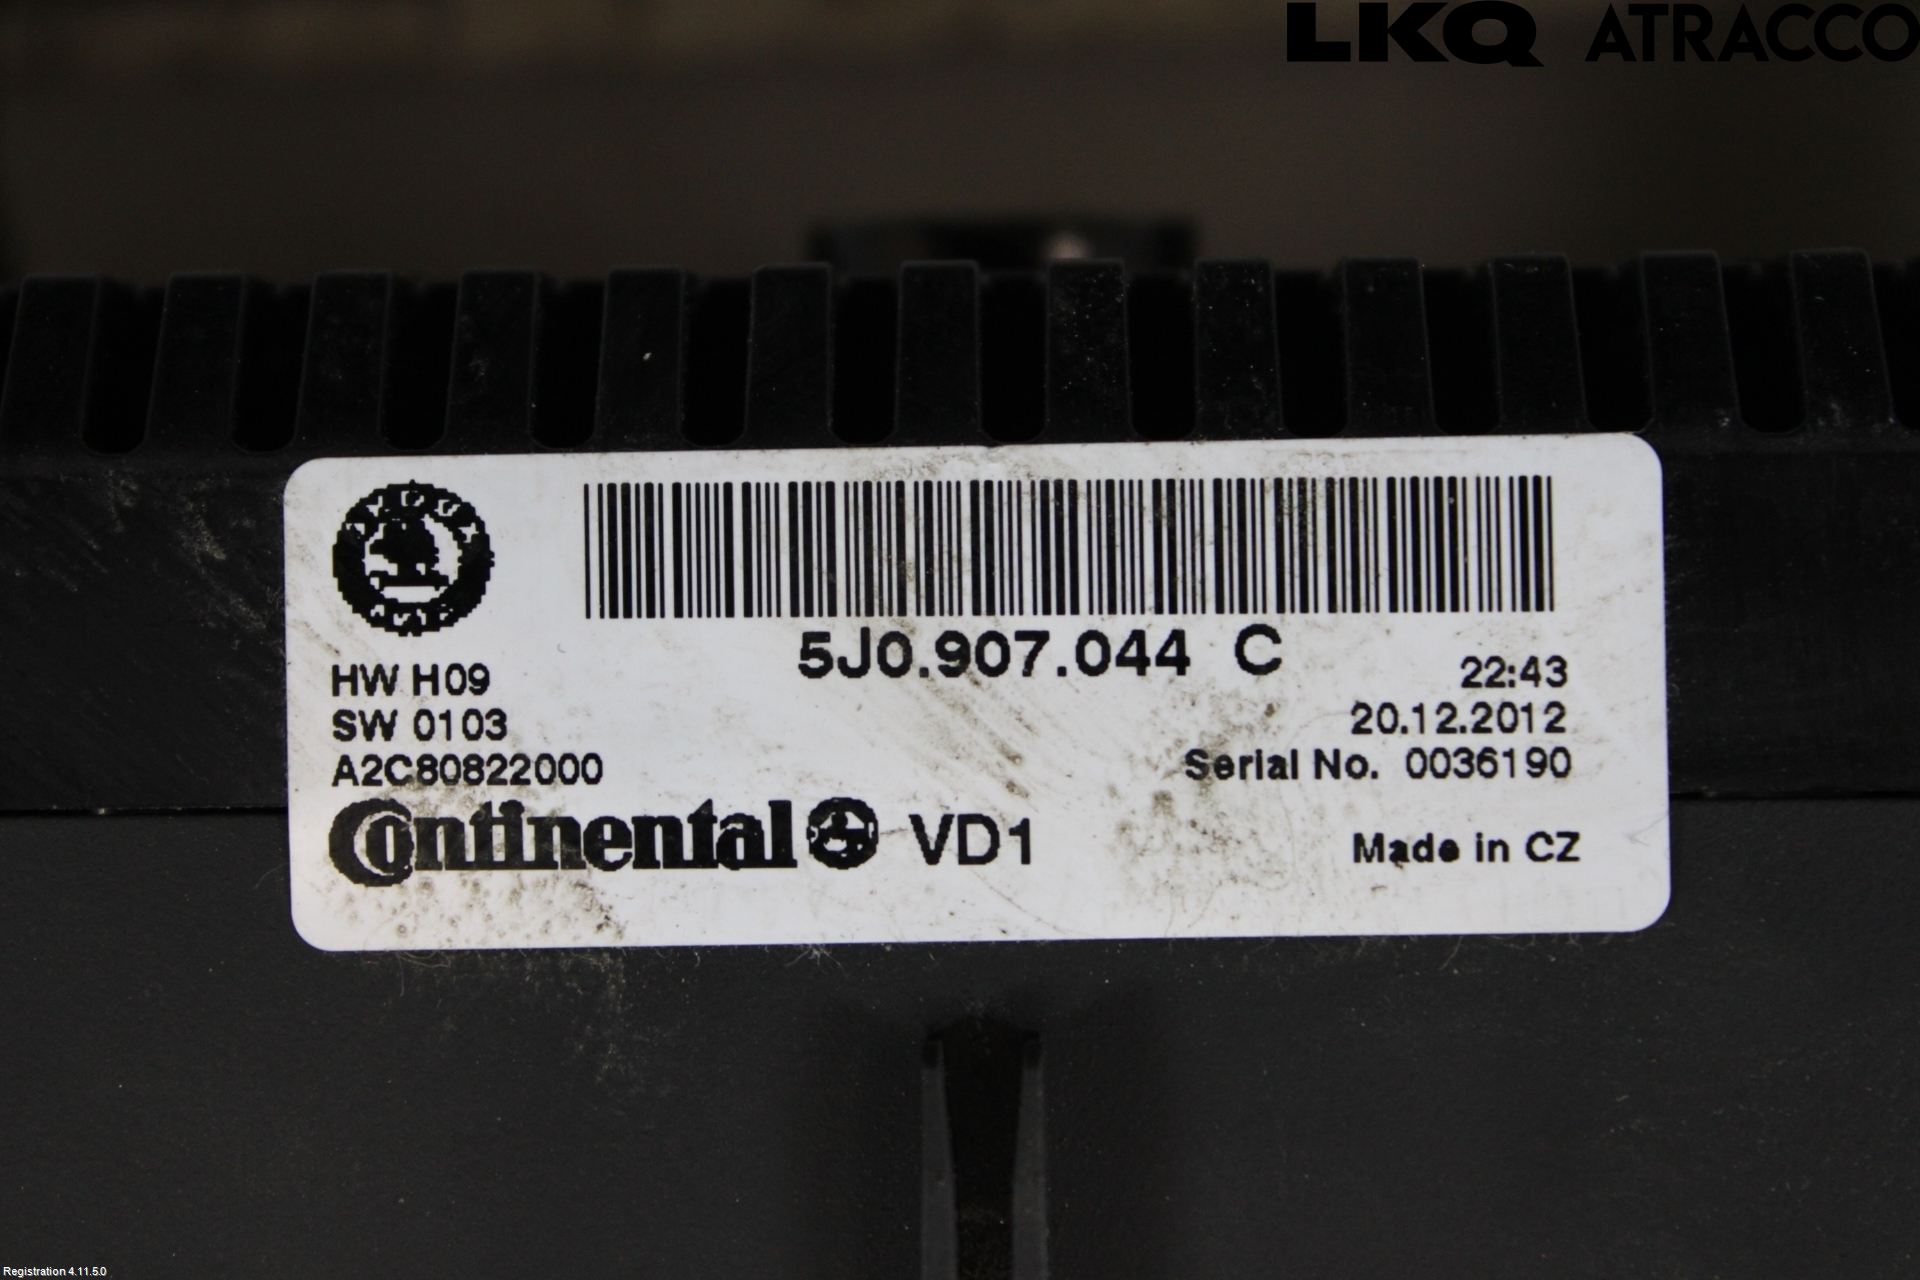 LKQ ATRACCO
5J0.907.044 C
HW H09
SW 0103
A2C80822000
22:43
20.12.2012
Serial No. 0036190
Continental VD1
Made in CZ
Registration 4.11.5.0